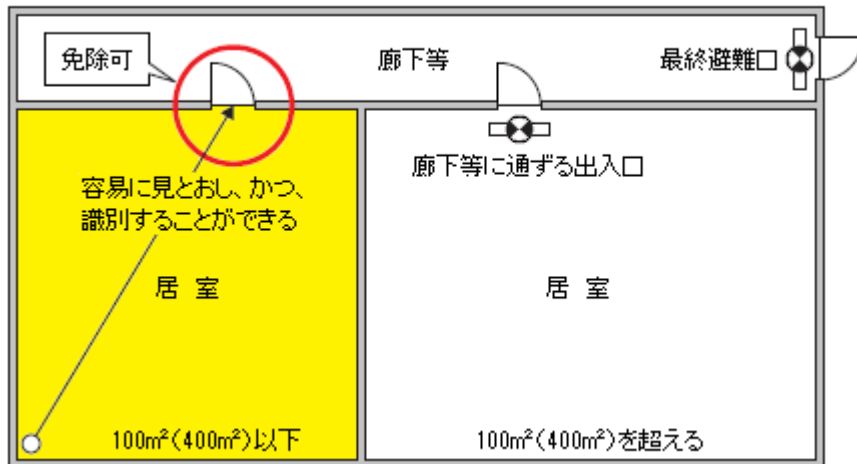 免除可
廊下等
最終避難口
廊下等に通ずる出入口
容易に見とおし、かつ、
識別することができる
居 室
居 室
100m²(400m²)以下
100m²(400m²)を超える